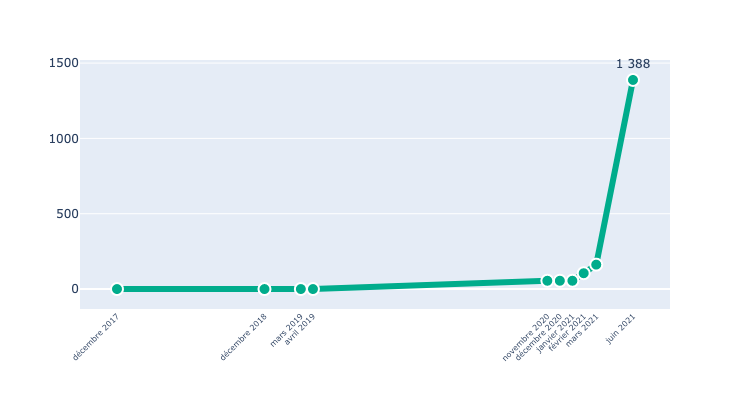 1500
1 388
1000
500
0
décembre 2017
décembre 2018
mars 2019
avril 2019
novembre 2020
décembre 2020
janvier 2021
février 2021
mars 2021
juin 2021